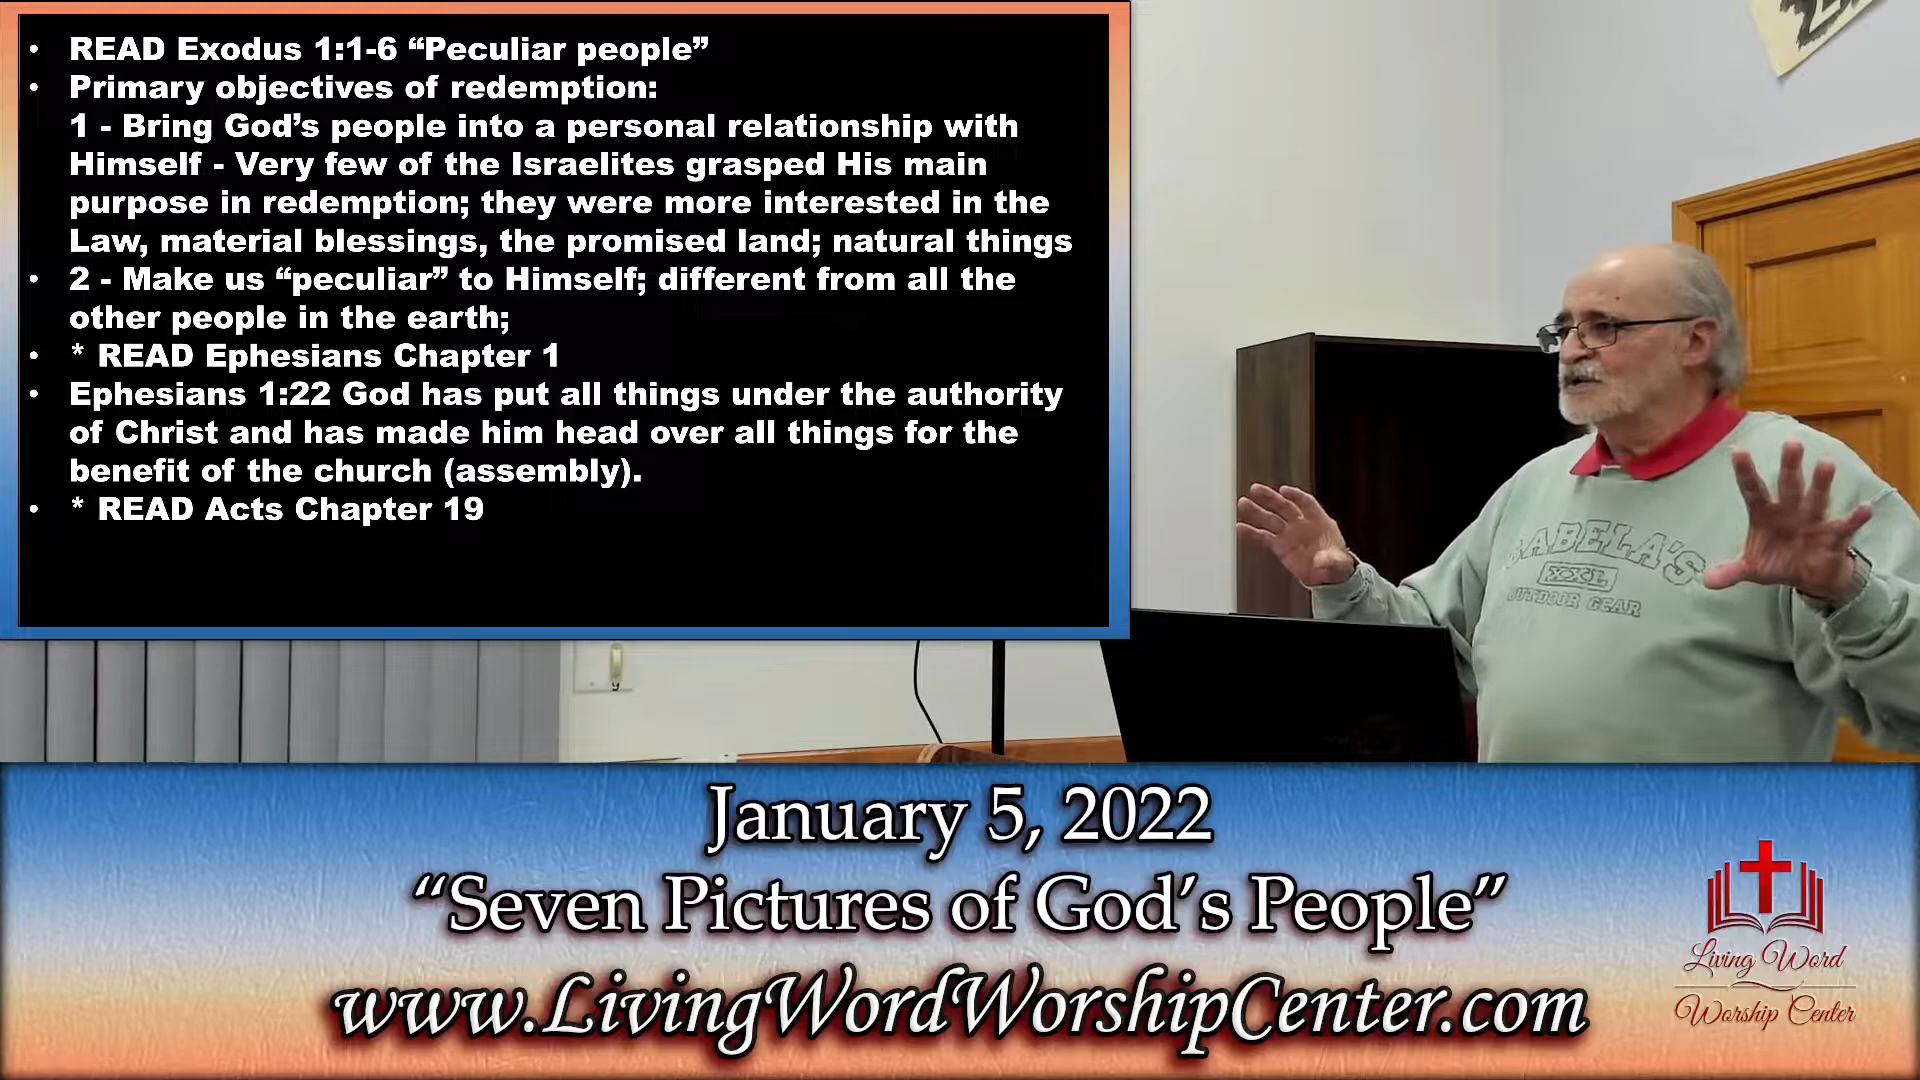 • READ Exodus 1:1-6 “Peculiar people”
• Primary objectives of redemption:
1 - Bring God’s people into a personal relationship with
Himself - Very few of the Israelites grasped His main
purpose in redemption; they were more interested in the
Law, material blessings, the promised land; natural things
• 2 - Make us “peculiar” to Himself; different from all the
other people in the earth;
• * READ Ephesians Chapter 1
• Ephesians 1:22 God has put all things under the authority
of Christ and has made him head over all things for the
benefit of the church (assembly).
• * READ Acts Chapter 19
CABELA'S
XXL
OUTDOOR GEAR
January 5, 2022
“Seven Pictures of God’s People”
www.LivingWordWorshipCenter.com
Living Word
Worship Center